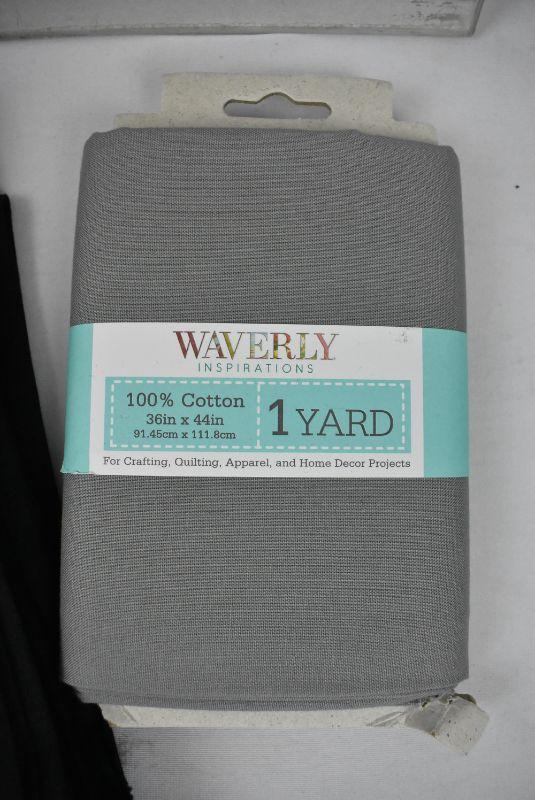 WAVERLY
INSPIRATIONS
100% Cotton
36in x 44in
91.45cm x 111.8cm
1 YARD
For Crafting, Quilting, Apparel, and Home Decor Projects